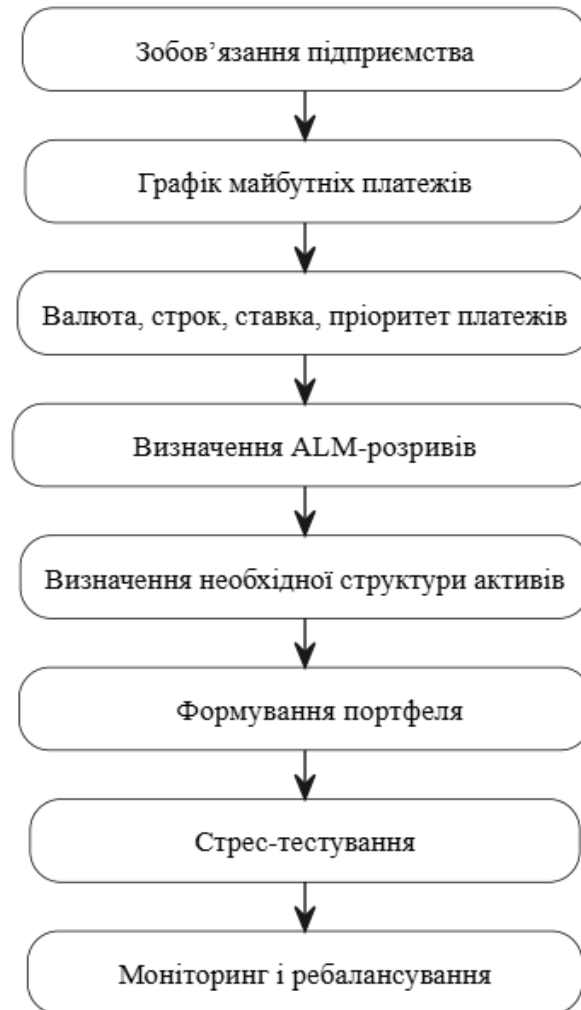 Зобов’язання підприємства
Графік майбутніх платежів
Валюта, строк, ставка, пріоритет платежів
Визначення ALM-розривів
Визначення необхідної структури активів
Формування портфеля
Стрес-тестування
Моніторинг і ребалансування